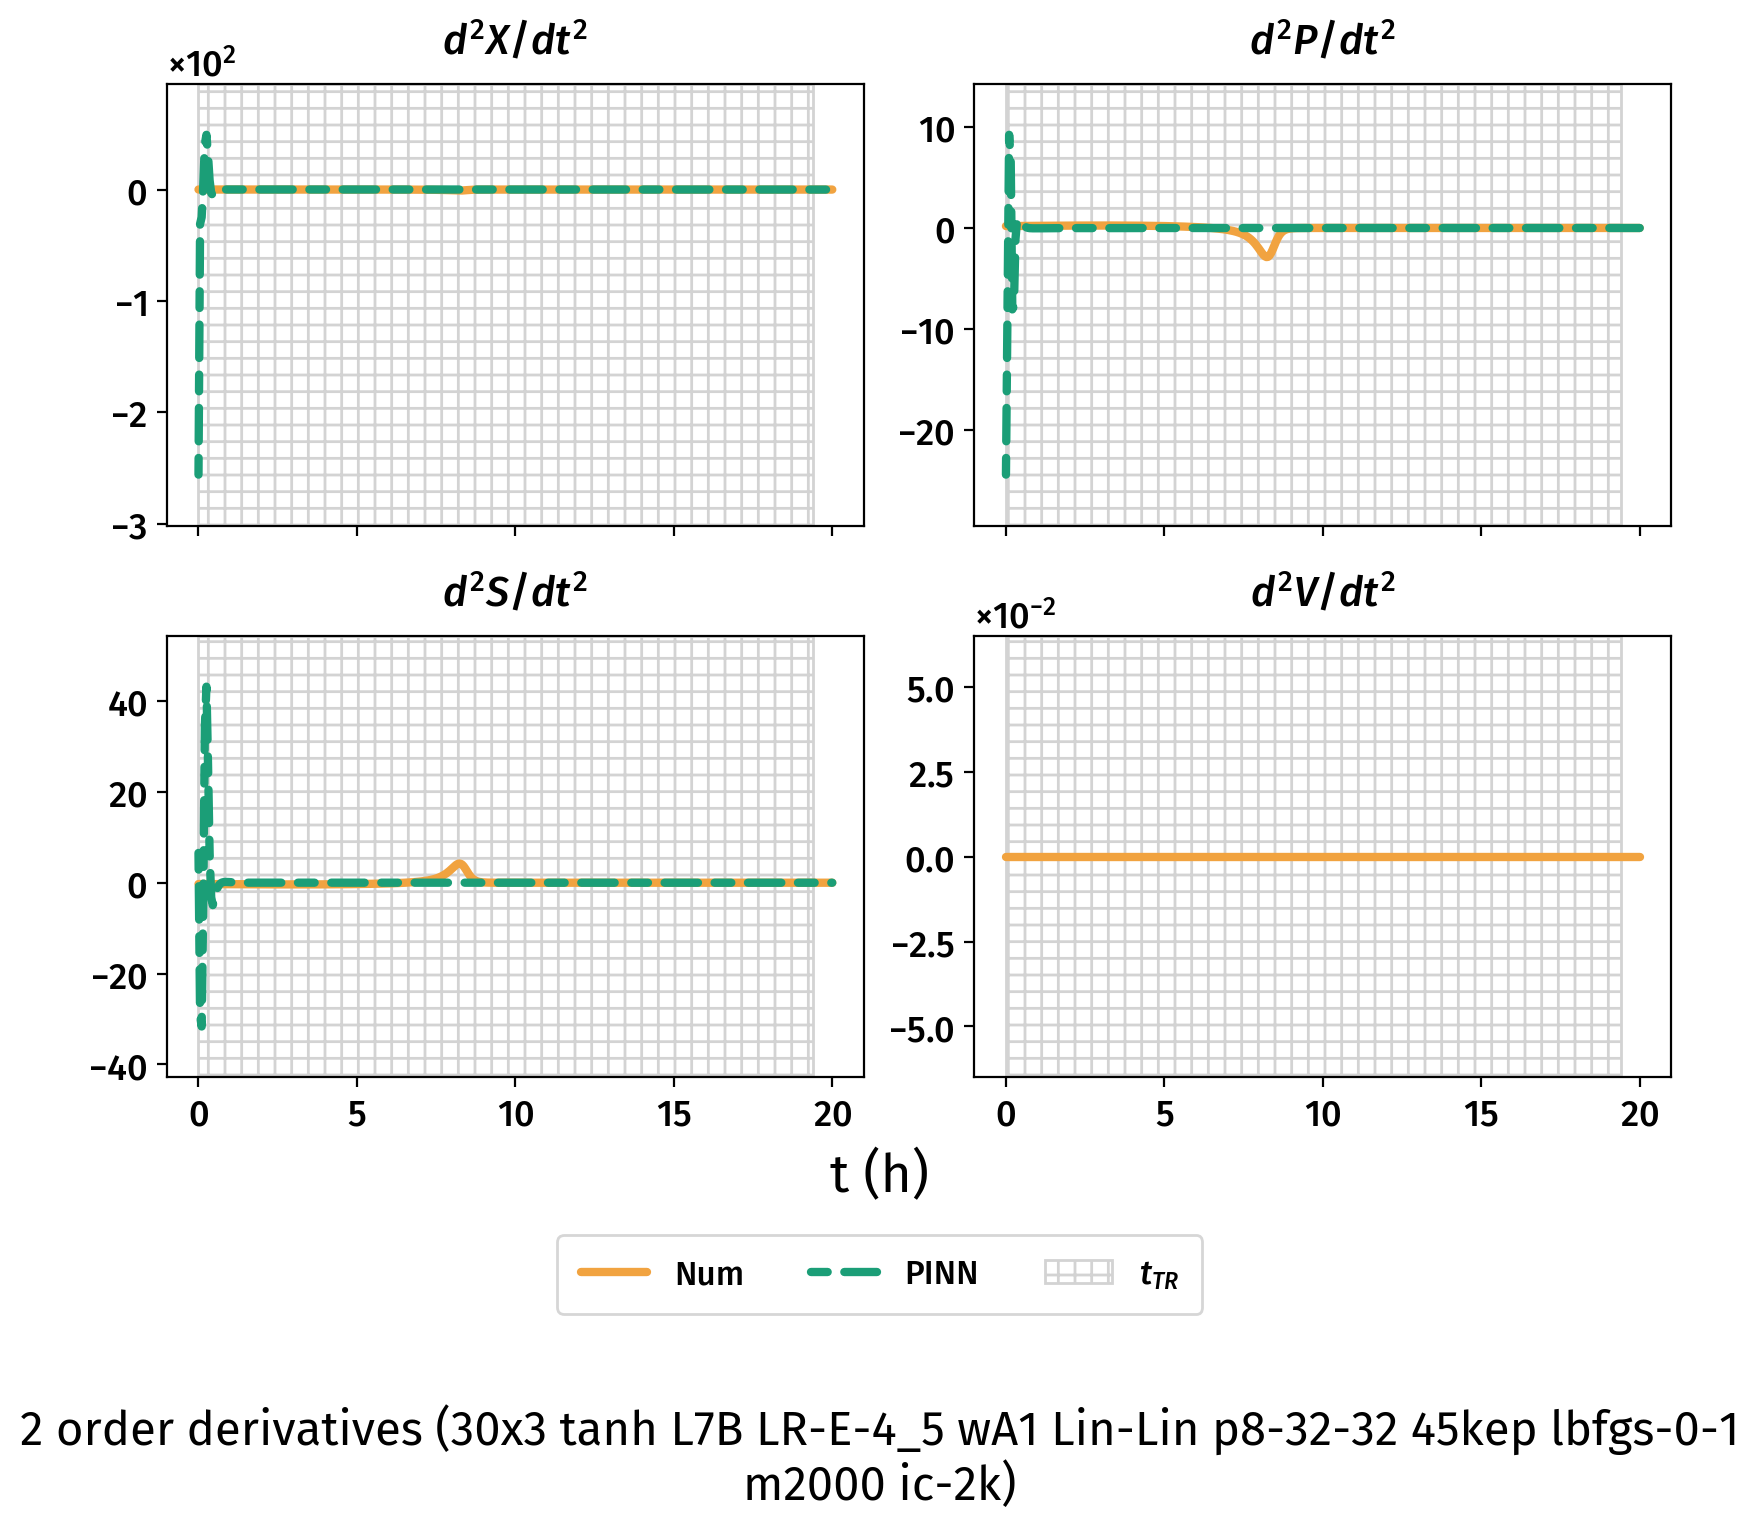 d²X/dt²
×10²
0
−1
−2
−3
d²P/dt²
10
0
−10
−20
d²S/dt²
40
20
0
−20
−40
0 5 10 15 20
d²V/dt²
×10⁻²
5.0
2.5
0.0
−2.5
−5.0
0 5 10 15 20
t (h)
Num PINN t_TR
2 order derivatives (30x3 tanh L7B LR-E-4_5 wA1 Lin-Lin p8-32-32 45kep lbfgs-0-1
m2000 ic-2k)